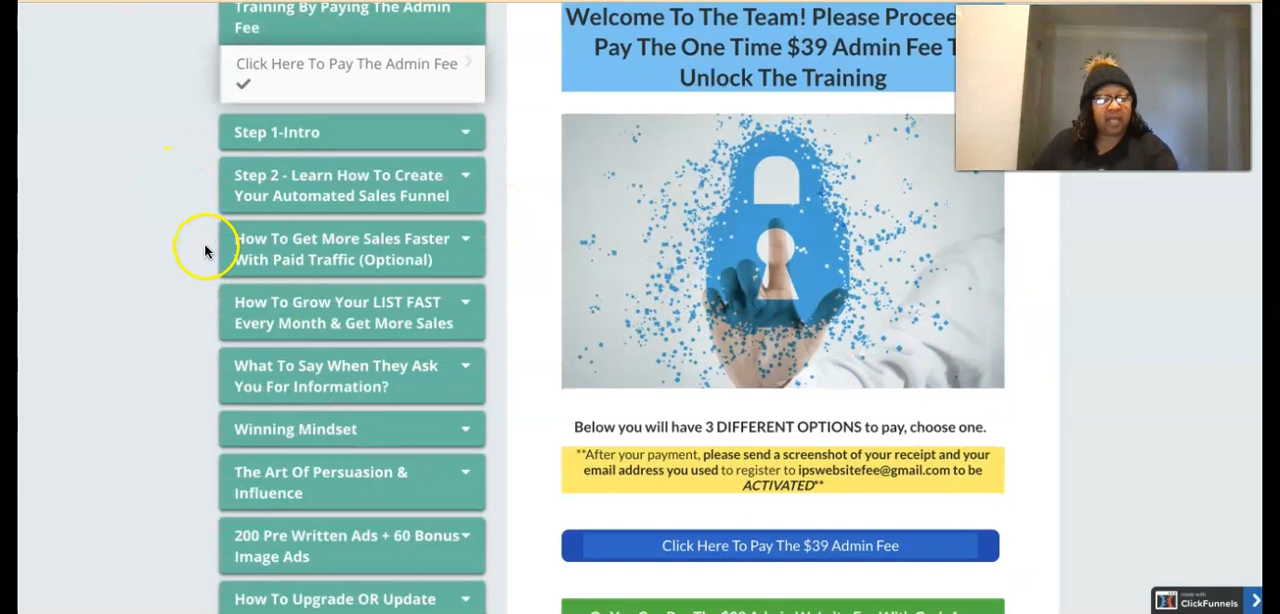 Training By Paying The Admin
Fee
Click Here To Pay The Admin Fee
Step 1-Intro
Step 2 - Learn How To Create
Your Automated Sales Funnel
How To Get More Sales Faster
With Paid Traffic (Optional)
How To Grow Your LIST FAST
Every Month & Get More Sales
What To Say When They Ask
You For Information?
Winning Mindset
The Art Of Persuasion &
Influence
200 Pre Written Ads + 60 Bonus
Image Ads
How To Upgrade OR Update
Welcome To The Team! Please
Pay The One Time $39 Admin Fee
Unlock The Training
Below you will have 3 DIFFERENT OPTIONS to pay, choose one.
**After your payment, please send a screenshot of your receipt and your
email address you used to register to ipswebsitefee@gmail.com to be
ACTIVATED**
Click Here To Pay The $39 Admin Fee
made with
ClickFunnels